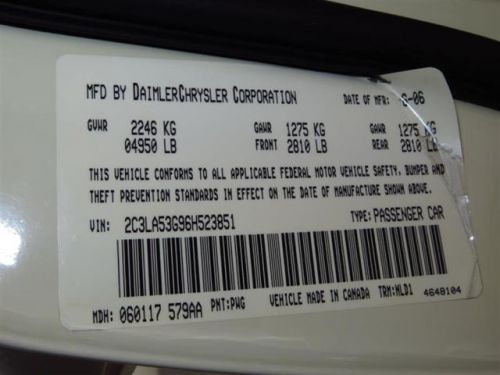 MFD BY DAIMLERCHRYSLER CORPORATION DATE OF MFR: 6-06
GVWR 2246 KG GAWR 1275 KG GAWR 1275 KG
04950 LB FRONT 2810 LB REAR 2810 LB
THIS VEHICLE CONFORMS TO ALL APPLICABLE FEDERAL MOTOR VEHICLE SAFETY, BUMPER AND
THEFT PREVENTION STANDARDS IN EFFECT ON THE DATE OF MANUFACTURE SHOWN ABOVE.
VIN: 2C3LA53G96H523851 TYPE: PASSENGER CAR
MDH: 060117 579AA PNT: PWG VEHICLE MADE IN CANADA TRM: MLD1 4648104